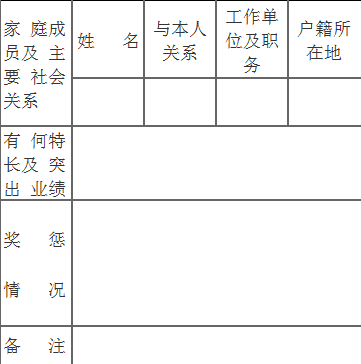 家 庭成
员及 主
要 社会
关系
姓 名
与本人
关系
工作单
位及职
务
户籍所
在地
有 何特
长及 突
出 业绩
奖 惩
情 况
备 注